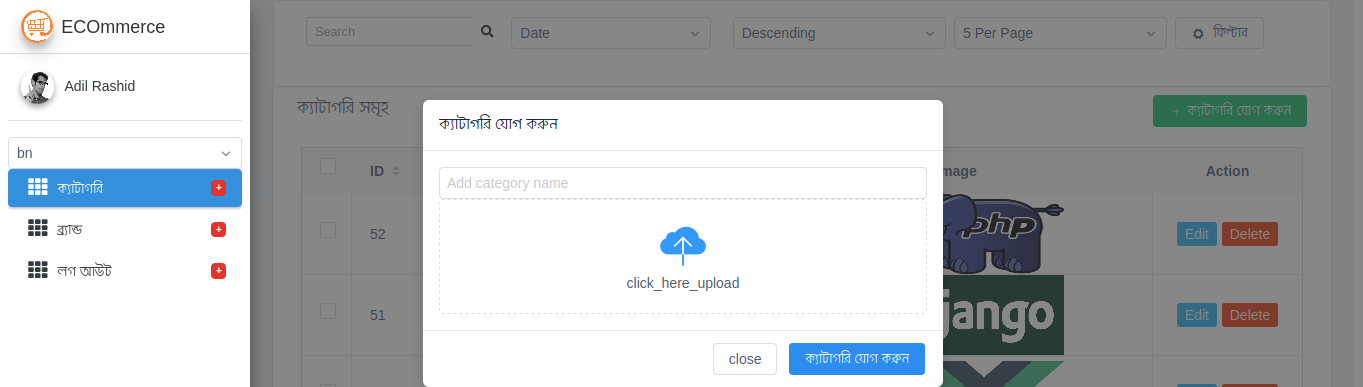 ECOmmerce
Adil Rashid
bn
ক্যাটাগরি
ব্র্যান্ড
লগ আউট
Search
Date
Descending
5 Per Page
ফিল্টার
ক্যাটাগরি সমূহ
+ ক্যাটাগরি যোগ করুন
ID
mage
Action
52
php
Edit
Delete
51
django
Edit
Delete
ক্যাটাগরি যোগ করুন
Add category name
click_here_upload
close
ক্যাটাগরি যোগ করুন